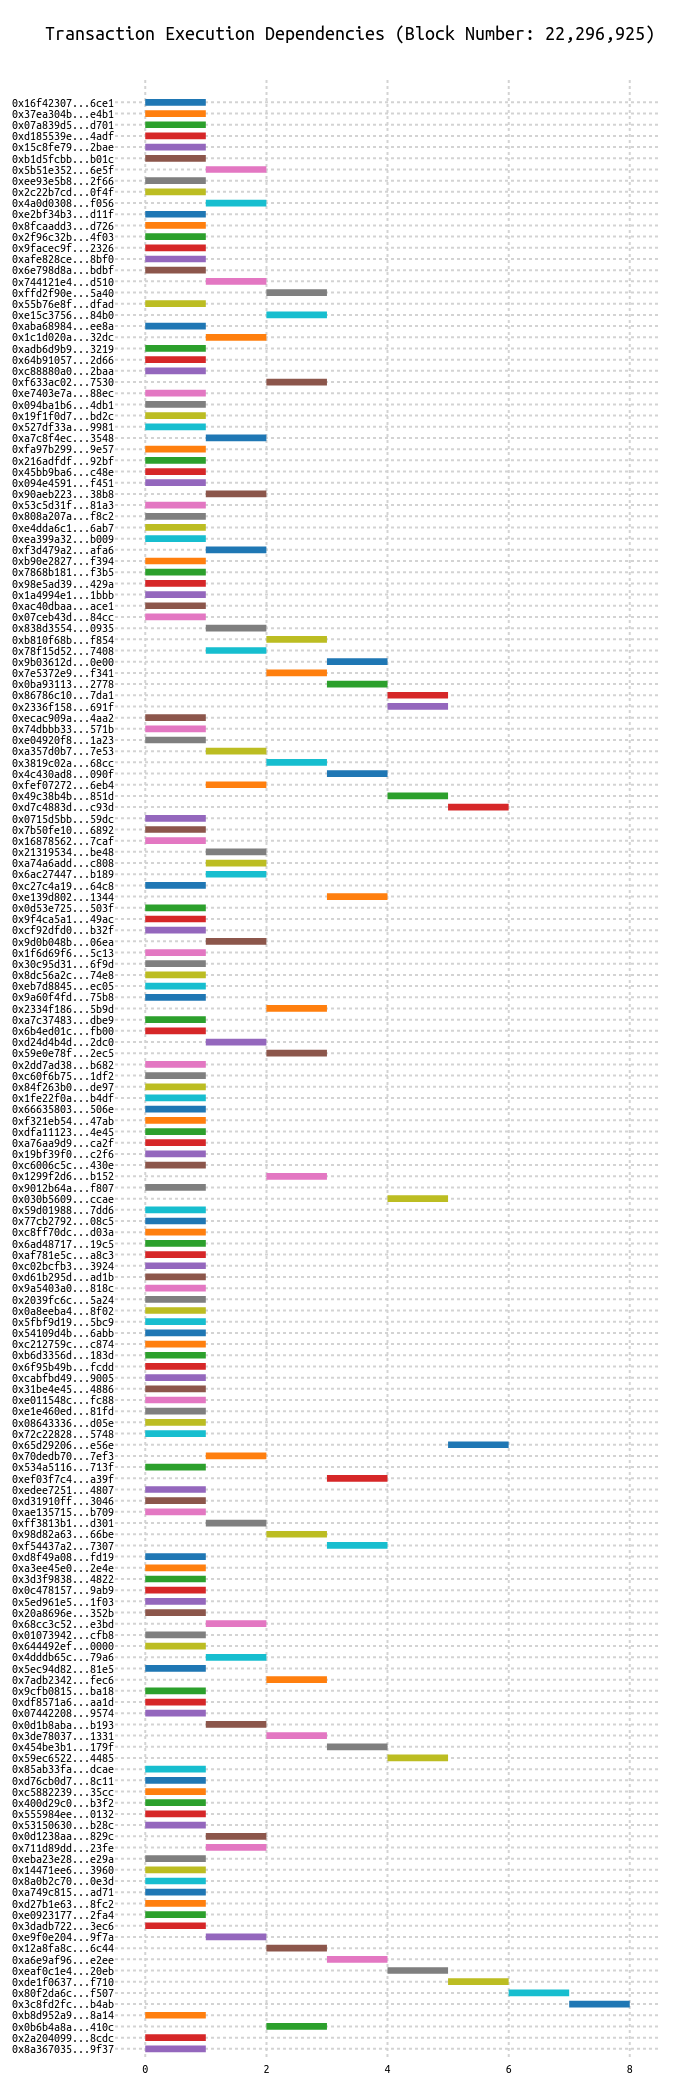 Transaction Execution Dependencies (Block Number: 22,296,925)
0x16f42307...6ce1
0x37ea304b...e4b1
0x07a839d5...d701
0xd185539e...4adf
0x15c8fe79...2bae
0xb1d5fcbb...b01c
0x5b51e352...6e5f
0xee93e5b8...2f66
0x2c22b7cd...0f4f
0x4a0d0308...f056
0xe2bf34b3...d11f
0x8fcaadd3...d726
0x2f96c32b...4f03
0x9facec9f...2326
0xafe828ce...8bf0
0x6e798d8a...bdbf
0x744121e4...d510
0xffd2f90e...5a40
0x55b76e8f...dfad
0xe15c3756...84b0
0xaba68984...ee8a
0x1c1d020a...32dc
0xadb6d9b9...3219
0x64b91057...2d66
0xc88880a0...2baa
0xf633ac02...7530
0xe7403e7a...88ec
0x094ba1b6...4db1
0x19f1f0d7...bd2c
0x527df33a...9981
0xa7c8f4ec...3548
0xfa97b299...9e57
0x216adfdf...92bf
0x45bb9ba6...c48e
0x094e4591...f451
0x90aeb223...38b8
0x53c5d31f...81a3
0x808a207a...f8c2
0xe4dda6c1...6ab7
0xea399a32...b009
0xf3d479a2...afa6
0xb90e2827...f394
0x7868b181...f3b5
0x98e5ad39...429a
0x1a4994e1...1bbb
0xac40dbaa...ace1
0x07ceb43d...84cc
0x838d3554...0935
0xb810f68b...f854
0x78f15d52...7408
0x9b03612d...0e00
0x7e5372e9...f341
0x0ba93113...2778
0x86786c10...7da1
0x2336f158...691f
0xecac909a...4aa2
0x74dbbb33...571b
0xe04920f8...1a23
0xa357d0b7...7e53
0x3819c02a...68cc
0x4c430ad8...090f
0xfef07272...6eb4
0x49c38b4b...851d
0xd7c4883d...c93d
0x0715d5bb...59dc
0x7b50fe10...6892
0x16878562...7caf
0x21319534...be48
0xa74a6add...c808
0x6ac27447...b189
0xc27c4a19...64c8
0xe139d802...1344
0x0d53e725...503f
0x9f4ca5a1...49ac
0xcf92dfd0...b32f
0x9d0b048b...06ea
0x1f6d69f6...5c13
0x30c95d31...6f9d
0x8dc56a2c...74e8
0xeb7d8845...ec05
0x9a60f4fd...75b8
0x2334f186...5b9d
0xa7c37483...dbe9
0x6b4ed01c...fb00
0xd24d4b4d...2dc0
0x59e0e78f...2ec5
0x2dd7ad38...b682
0xc60f6b75...1df2
0x84f263b0...de97
0x1fe22f0a...b4df
0x66635803...506e
0xf321eb54...47ab
0xdfa11123...4e45
0xa76aa9d9...ca2f
0x19bf39f0...c2f6
0xc6006c5c...430e
0x1299f2d6...b152
0x9012b64a...f807
0x030b5609...ccae
0x59d01988...7dd6
0x77cb2792...08c5
0xc8ff70dc...d03a
0x6ad48717...19c5
0xaf781e5c...a8c3
0xc02bcfb3...3924
0xd61b295d...ad1b
0x9a5403a0...818c
0x2039fc6c...5a24
0x0a8eeba4...8f02
0x5fbf9d19...5bc9
0x54109d4b...6abb
0xc212759c...c874
0xb6d3356d...183d
0x6f95b49b...fcdd
0xcabfbd49...9005
0x31be4e45...4886
0xe011548c...fc88
0xe1e460ed...81fd
0x08643336...d05e
0x72c22828...5748
0x65d29206...e56e
0x70dedb70...7ef3
0x534a5116...713f
0xef03f7c4...a39f
0xedee7251...4807
0xd31910ff...3046
0xae135715...b709
0xff3813b1...d301
0x98d82a63...66be
0xf54437a2...7307
0xd8f49a08...fd19
0xa3ee45e0...2e4e
0x3d3f9838...4822
0x0c478157...9ab9
0x5ed961e5...1f03
0x20a8696e...352b
0x68cc3c52...e3bd
0x01073942...cfb8
0x644492ef...0000
0x4dddb65c...79a6
0x5ec94d82...81e5
0x7adb2342...fec6
0x9cfb0815...ba18
0xdf8571a6...aa1d
0x07442208...9574
0x0d1b8aba...b193
0x3de78037...1331
0x454be3b1...179f
0x59ec6522...4485
0x85ab33fa...dcae
0xd76cb0d7...8c11
0xc5882239...35cc
0x400d29c0...b3f2
0x555984ee...0132
0x53150630...b28c
0x0d1238aa...829c
0x711d89dd...23fe
0xeba23e28...e29a
0x14471ee6...3960
0x8a0b2c70...0e3d
0xa749c815...ad71
0xd27b1e63...8fc2
0xe0923177...2fa4
0x3dadb722...3ec6
0xe9f0e204...9f7a
0x12a8fa8c...6c44
0xa6e9af96...e2ee
0xeaf0c1e4...20eb
0xde1f0637...f710
0x80f2da6c...f507
0x3c8fd2fc...b4ab
0xb8d952a9...8a14
0x0b6b4a8a...410c
0x2a204099...8cdc
0x8a367035...9f37
0 2 4 6 8